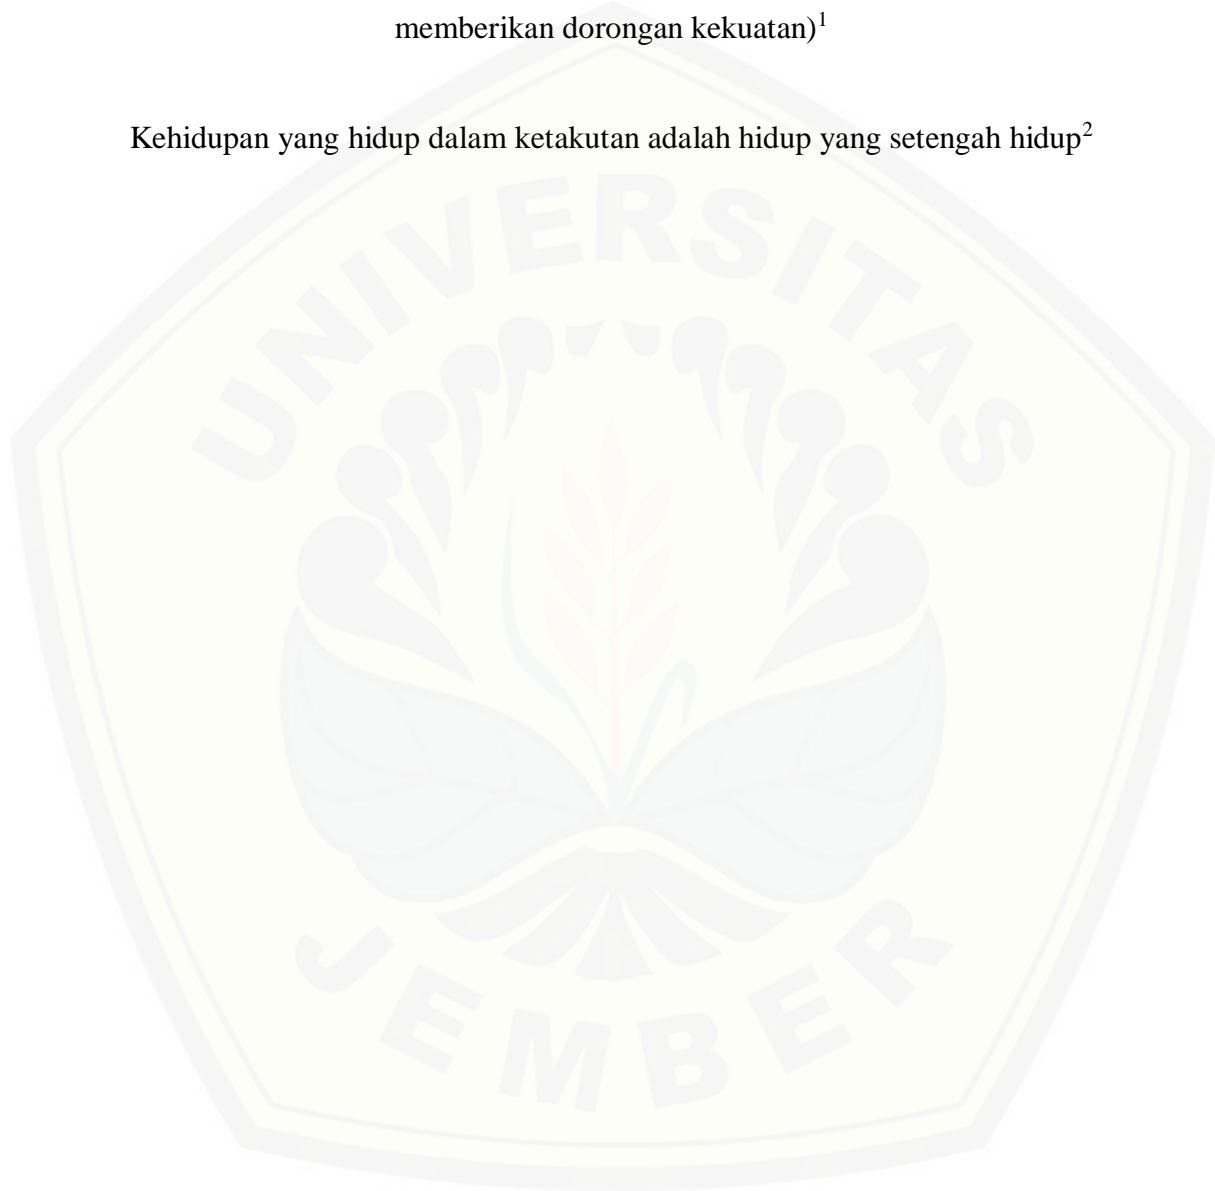 memberikan dorongan kekuatan)¹
Kehidupan yang hidup dalam ketakutan adalah hidup yang setengah hidup²
UNIVERSITAS
JEMBER